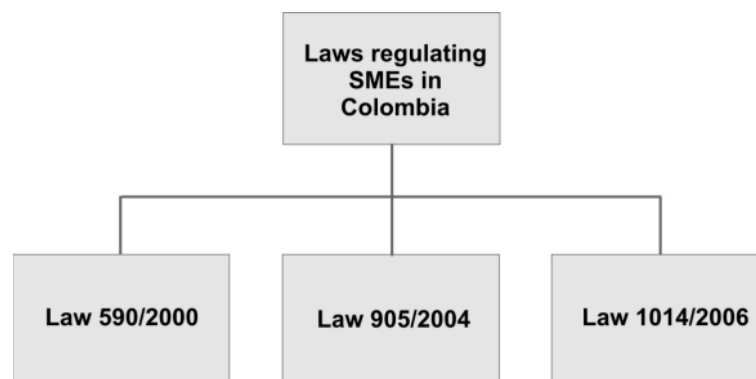 Laws regulating
SMEs in
Colombia
Law 590/2000
Law 905/2004
Law 1014/2006